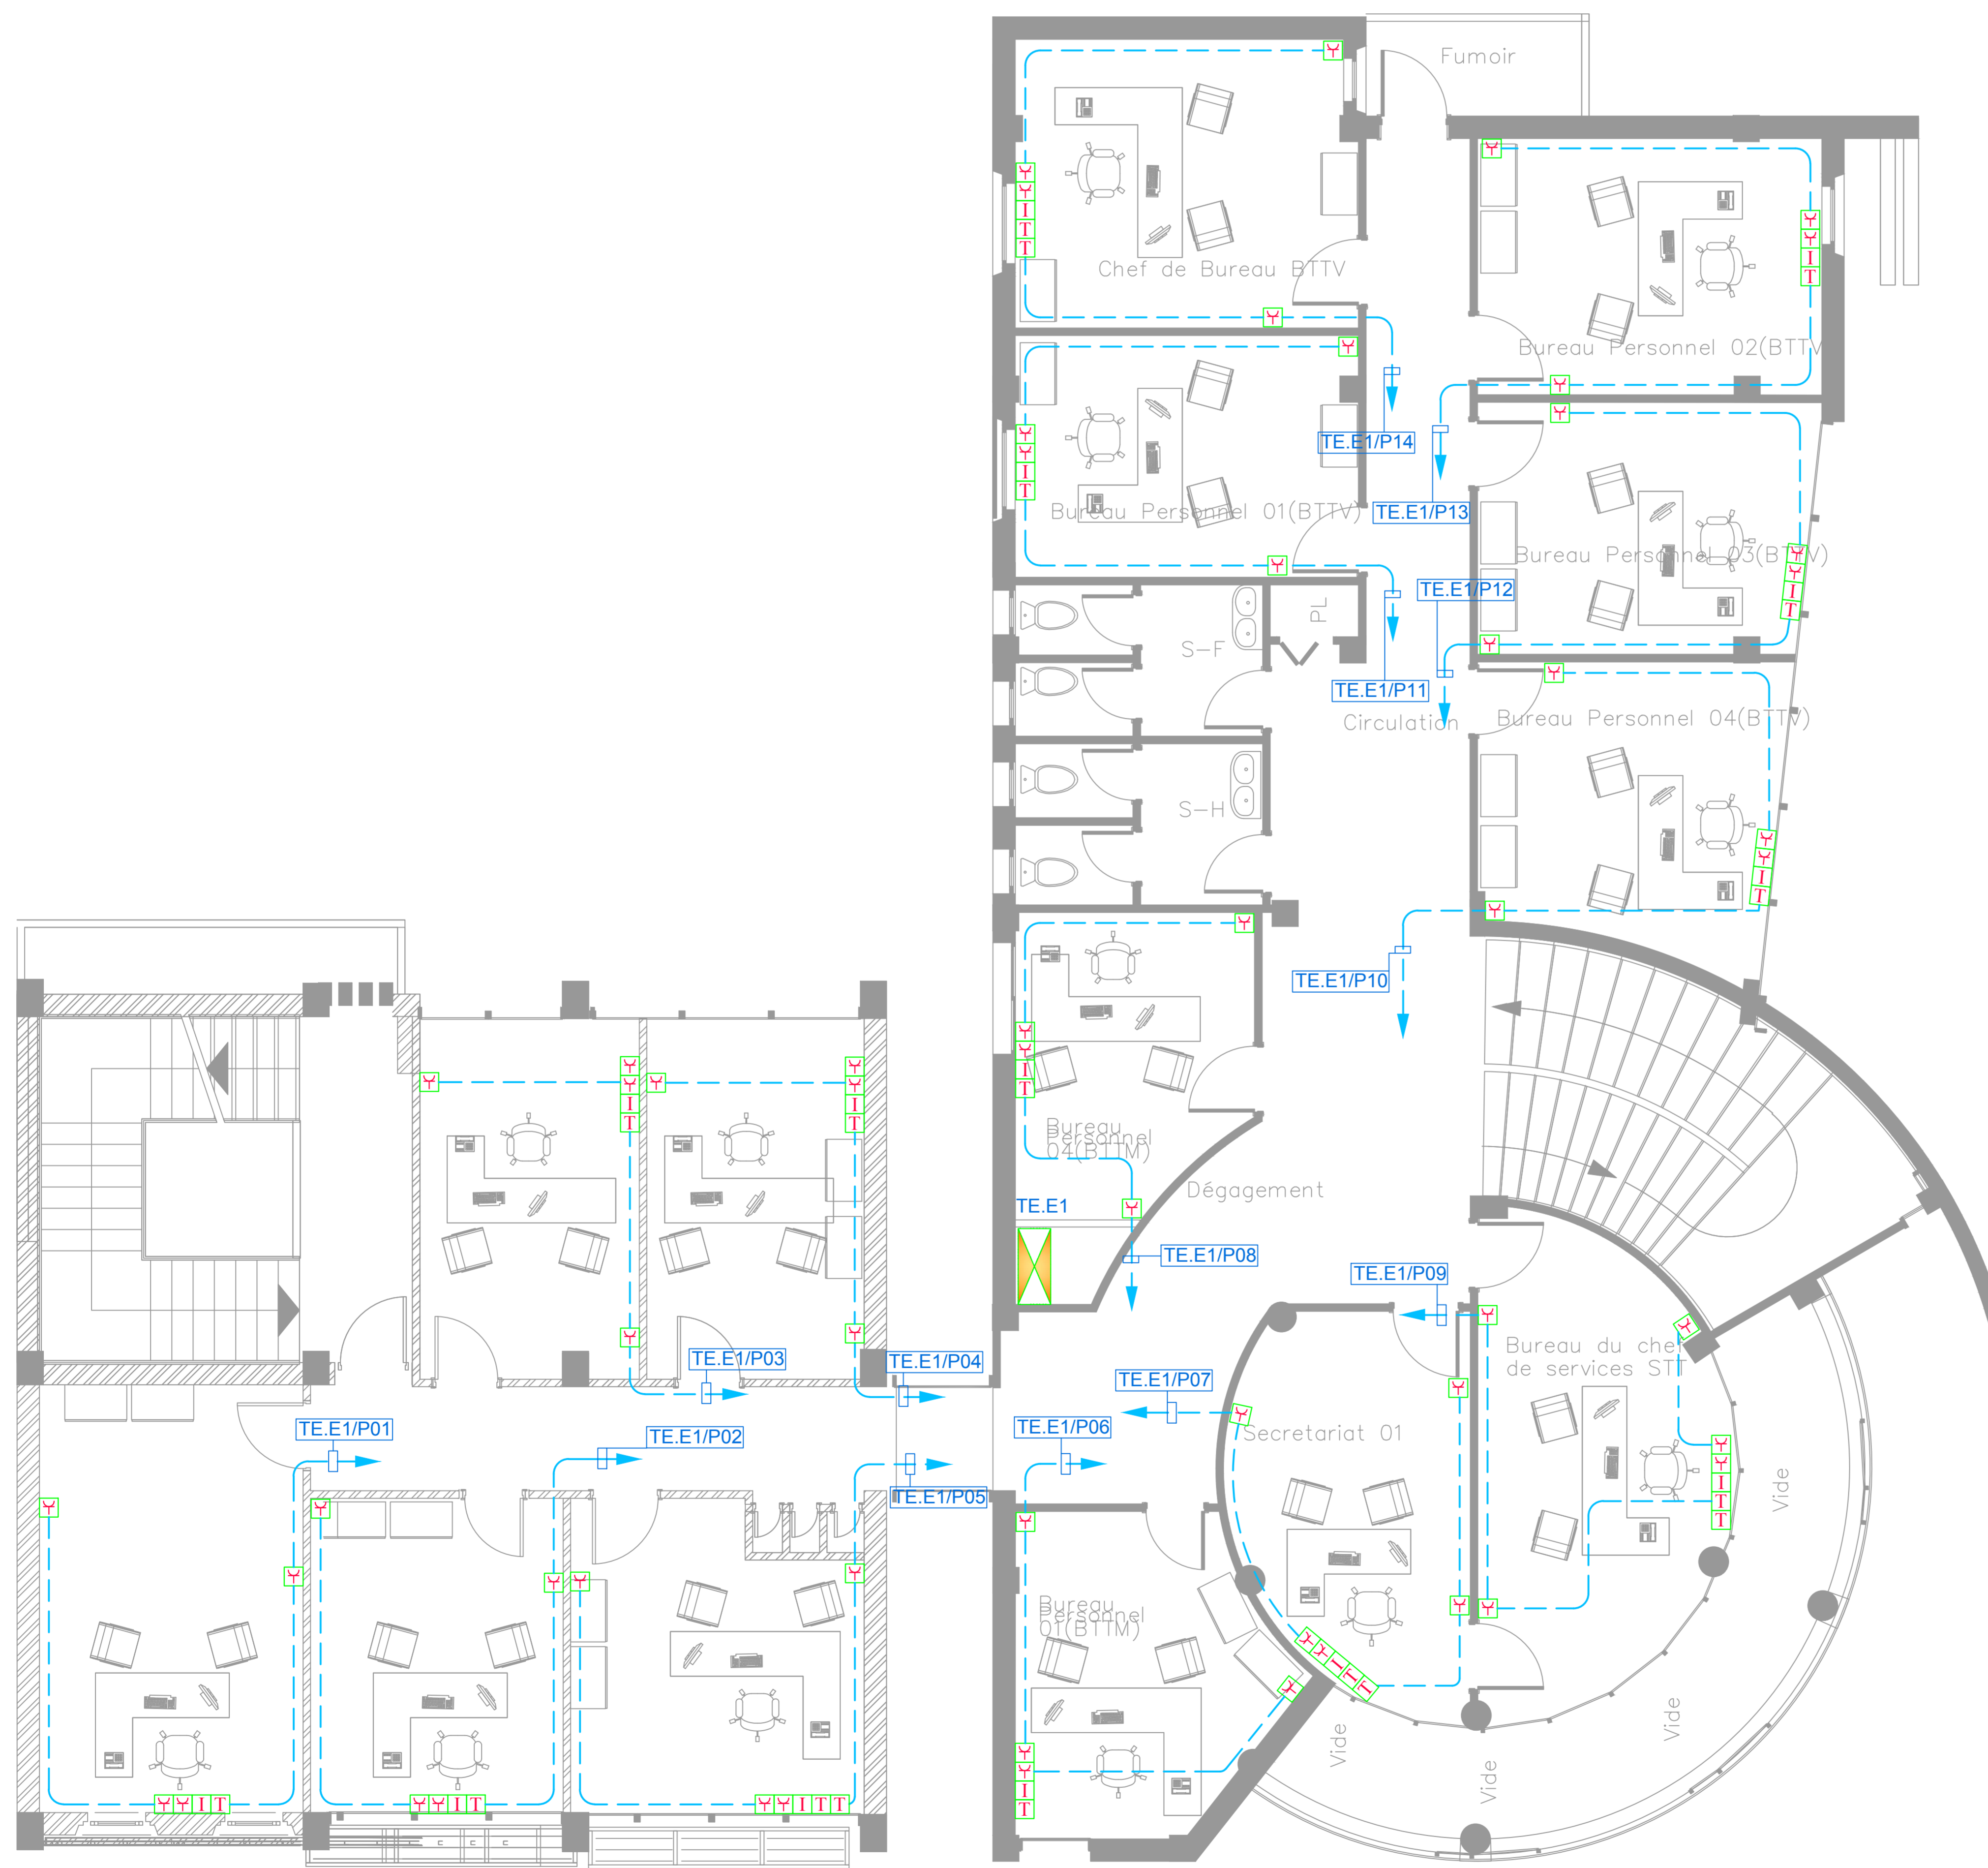 Fumoir
Chef de Bureau BTTV
Y
Y
Y
I
T
T
Y
Y
Y
Y
I
T
Y
Bureau Personnel 02(BTTV
TE.E1/P14
TE.E1/P13
Y
Y
Y
I
T
Bureau Personnel 01(BTTV)
Y
Y
Bureau Personnel 03(BTTV)
Y
Y
I
T
Y
TE.E1/P12
TE.E1/P11
PL
S-F
S-H
Circulation
Bureau Personnel 04(BTTV)
Y
Y
Y
I
T
Y
TE.E1/P10
Y
Y
Y
I
T
Bureau
Personnel
04(BTTM)
Y
Dégagement
TE.E1
TE.E1/P08
TE.E1/P09
Y
Y
Y
I
T
Y
Y
Y
Y
I
T
Y
TE.E1/P03
TE.E1/P04
TE.E1/P07
TE.E1/P01
TE.E1/P02
TE.E1/P06
TE.E1/P05
Y
Y
Bureau du chef
de services STT
Y
Y
I
T
T
Y
Y
Secretariat 01
Y
Y
Y
Y
I
T
T
Y
Bureau
Personnel
01(BTTM)
Y
Y
Y
I
T
Y
Y
Y Y I T
Y
Y
Y Y I T
Y
Y
Y Y I T T
Vide
Vide
Vide
Vide